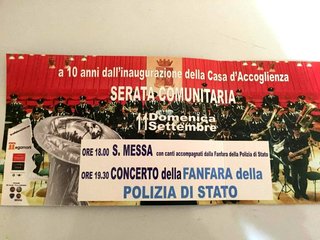 a 10 anni dall'inaugurazione della Casa d'Accoglienza
SERATA COMUNITARIA
11 Domenica
Settembre
ORE 18.00 S. MESSA con canti accompagnati dalla Fanfara della Polizia di Stato
ORE 19.30 CONCERTO della FANFARA della
POLIZIA DI STATO